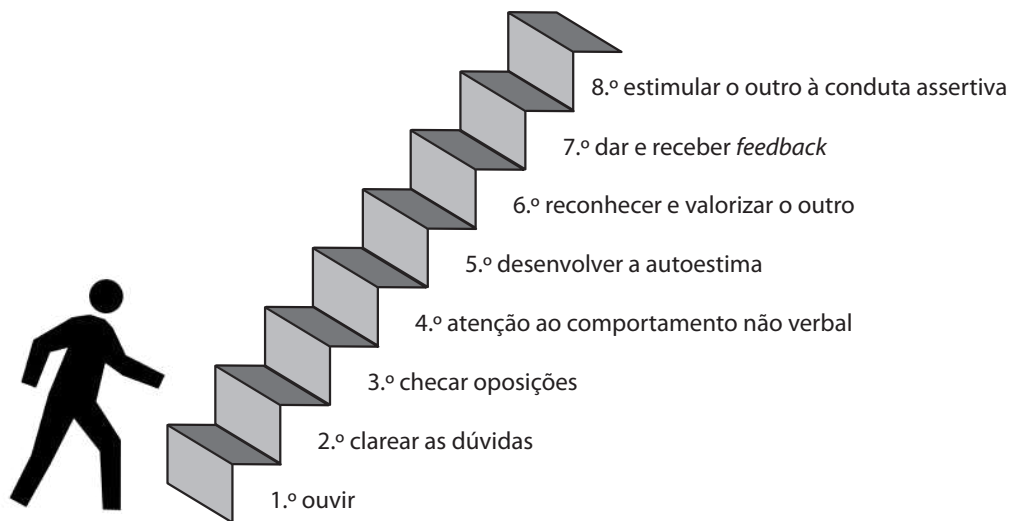 8.º estimular o outro à conduta assertiva
7.º dar e receber feedback
6.º reconhecer e valorizar o outro
5.º desenvolver a autoestima
4.º atenção ao comportamento não verbal
3.º checar oposições
2.º clarear as dúvidas
1.º ouvir